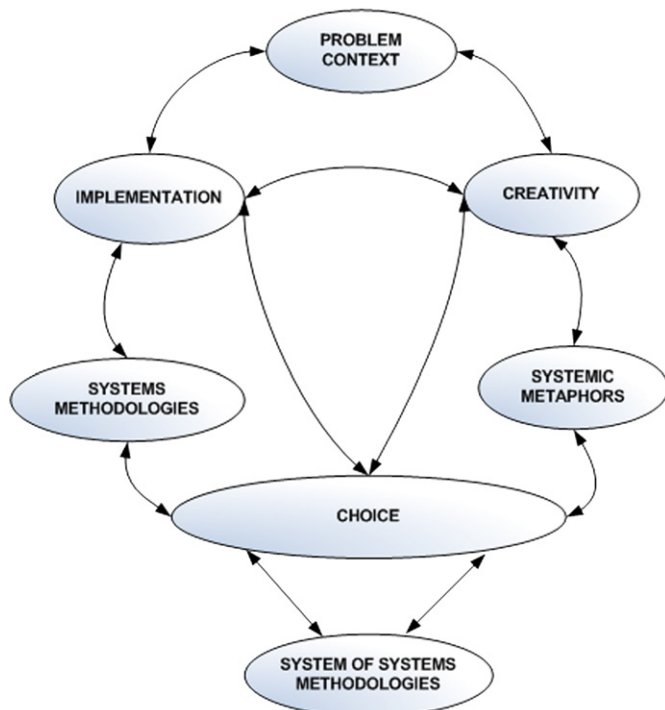 PROBLEM
CONTEXT
IMPLEMENTATION
CREATIVITY
SYSTEMS
METHODOLOGIES
SYSTEMIC
METAPHORS
CHOICE
SYSTEM OF SYSTEMS
METHODOLOGIES